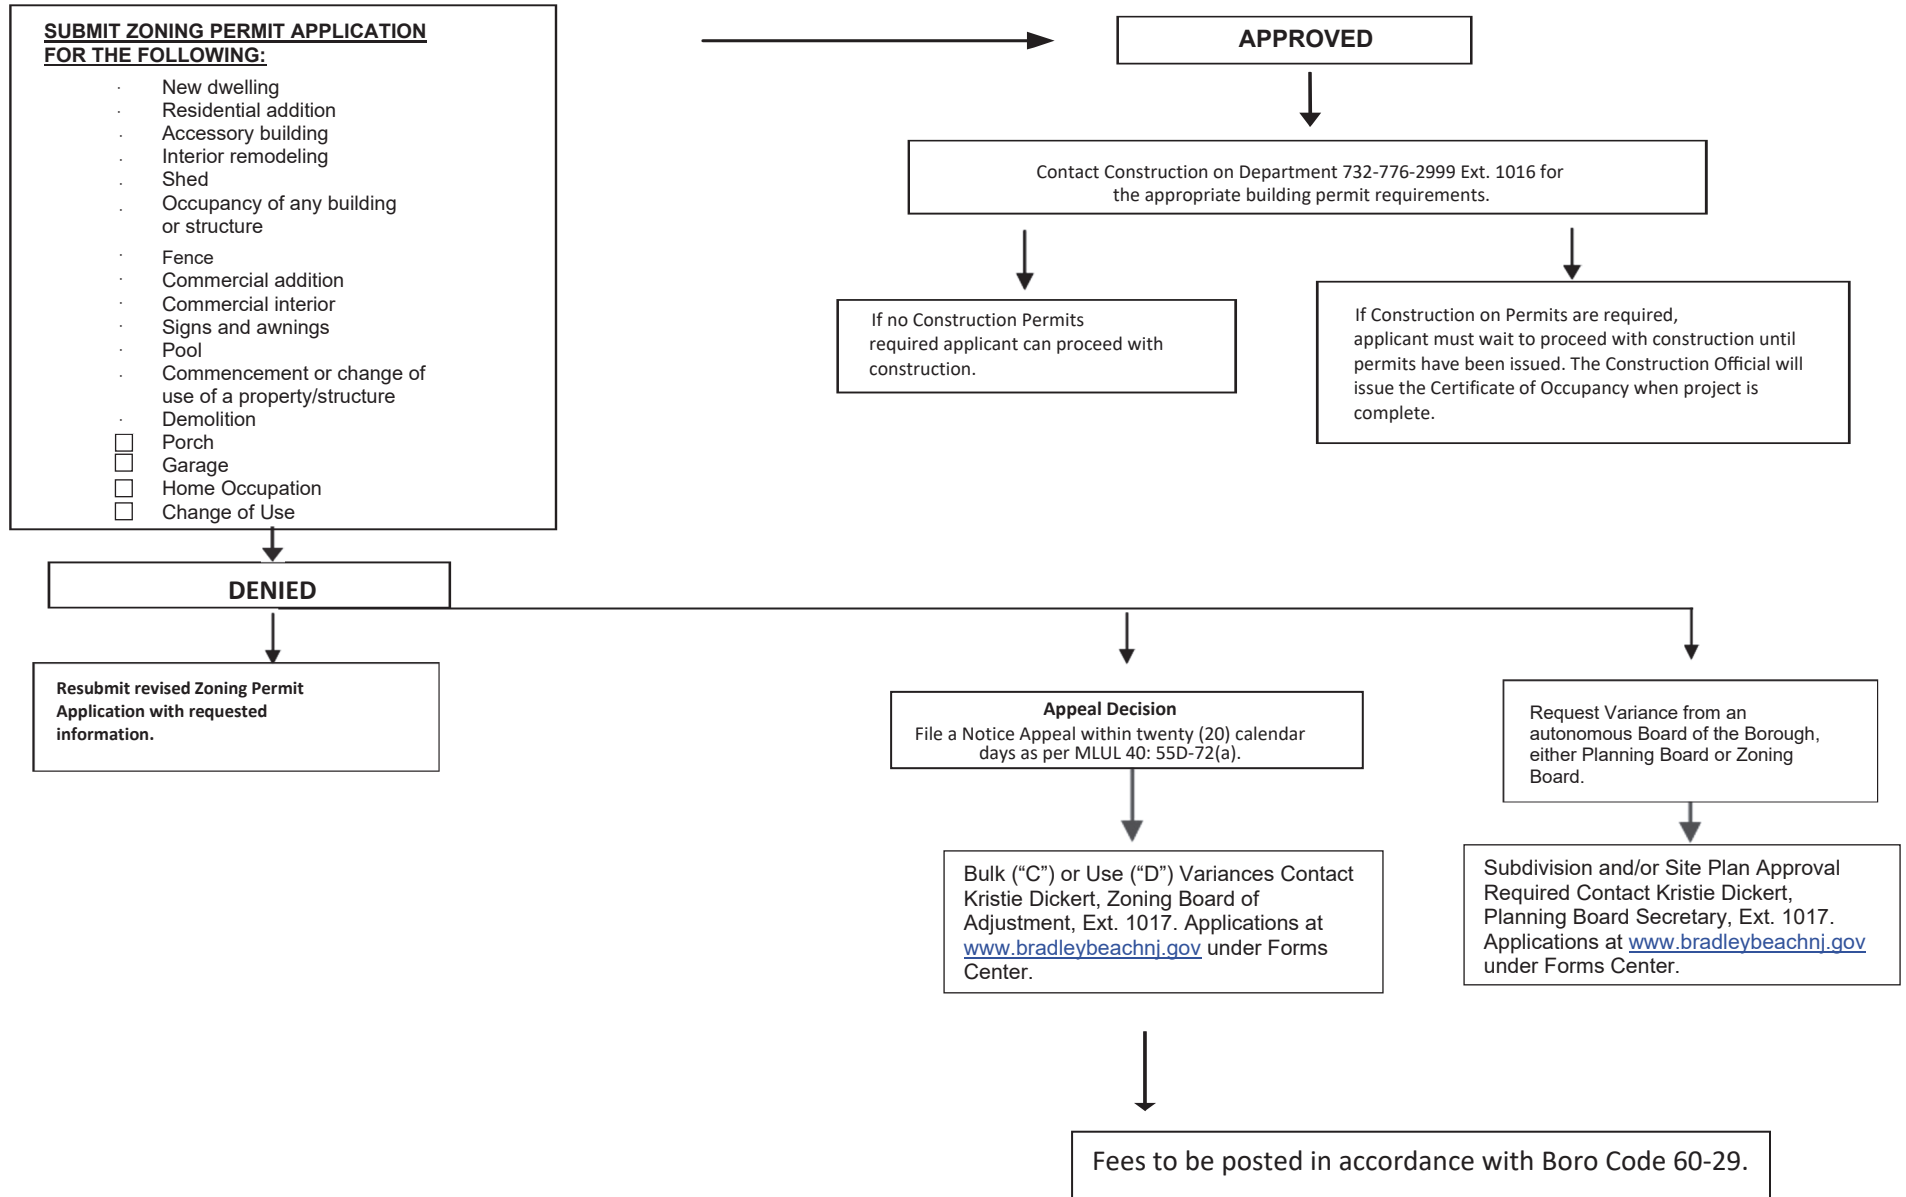 SUBMIT ZONING PERMIT APPLICATION
FOR THE FOLLOWING:
· New dwelling
· Residential addition
· Accessory building
· Interior remodeling
· Shed
· Occupancy of any building
or structure
· Fence
· Commercial addition
· Commercial interior
· Signs and awnings
· Pool
· Commencement or change of
use of a property/structure
· Demolition
☐ Porch
☐ Garage
☐ Home Occupation
☐ Change of Use
APPROVED
Contact Construction on Department 732-776-2999 Ext. 1016 for
the appropriate building permit requirements.
If no Construction Permits
required applicant can proceed with
construction.
If Construction on Permits are required,
applicant must wait to proceed with construction until
permits have been issued. The Construction Official will
issue the Certificate of Occupancy when project is
complete.
DENIED
Resubmit revised Zoning Permit
Application with requested
information.
Appeal Decision
File a Notice Appeal within twenty (20) calendar
days as per MLUL 40: 55D-72(a).
Request Variance from an
autonomous Board of the Borough,
either Planning Board or Zoning
Board.
Bulk (“C”) or Use (“D”) Variances Contact
Kristie Dickert, Zoning Board of
Adjustment, Ext. 1017. Applications at
www.bradleybeachnj.gov under Forms
Center.
Subdivision and/or Site Plan Approval
Required Contact Kristie Dickert,
Planning Board Secretary, Ext. 1017.
Applications at www.bradleybeachnj.gov
under Forms Center.
Fees to be posted in accordance with Boro Code 60-29.